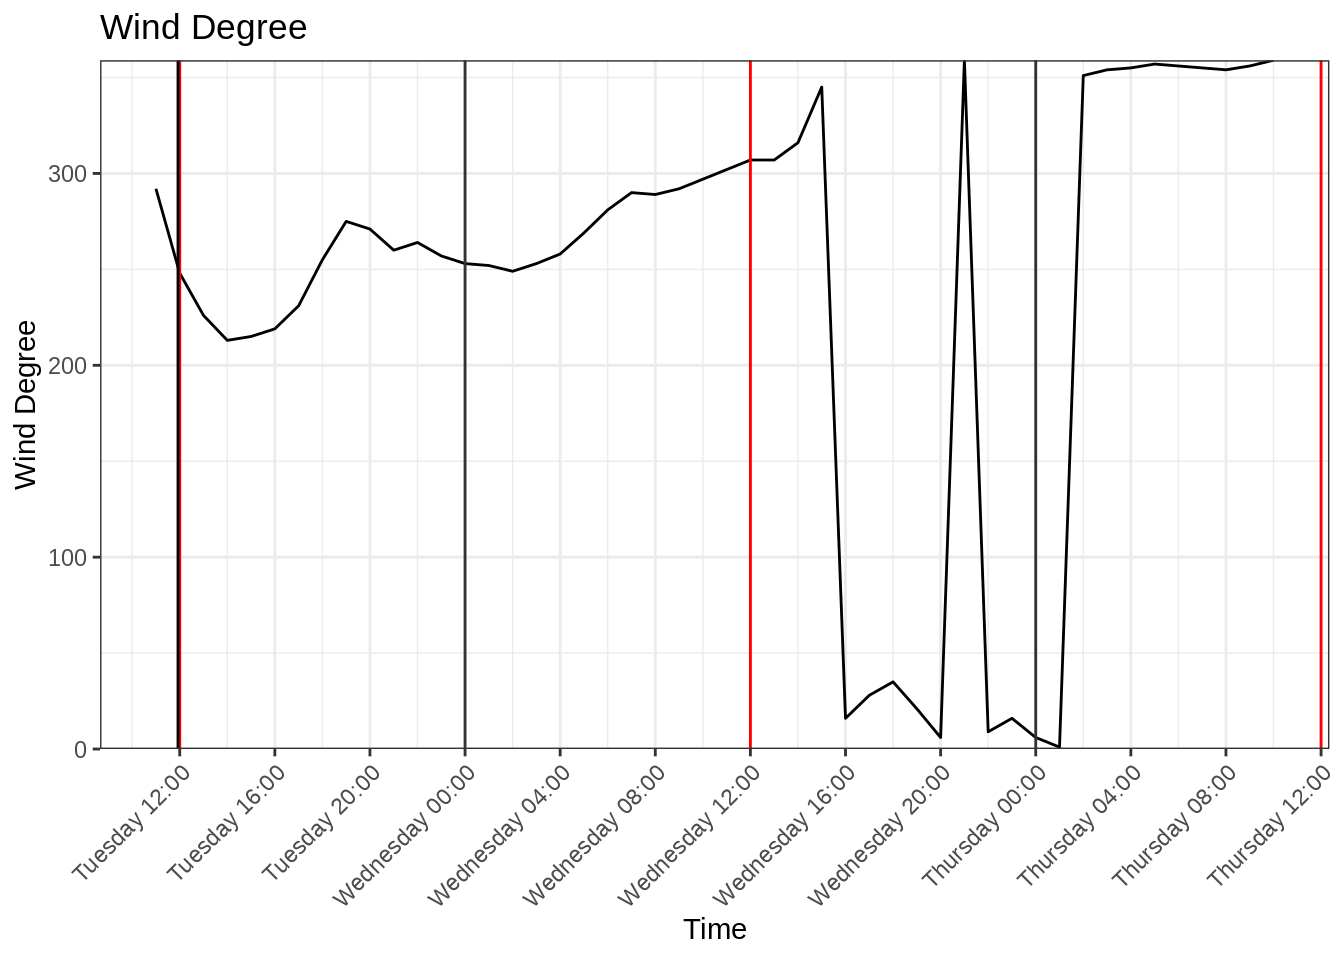 Wind Degree
Wind Degree
300
200
100
0
Tuesday 12:00
Tuesday 16:00
Tuesday 20:00
Wednesday 00:00
Wednesday 04:00
Wednesday 08:00
Wednesday 12:00
Wednesday 16:00
Wednesday 20:00
Thursday 00:00
Thursday 04:00
Thursday 08:00
Thursday 12:00
Time